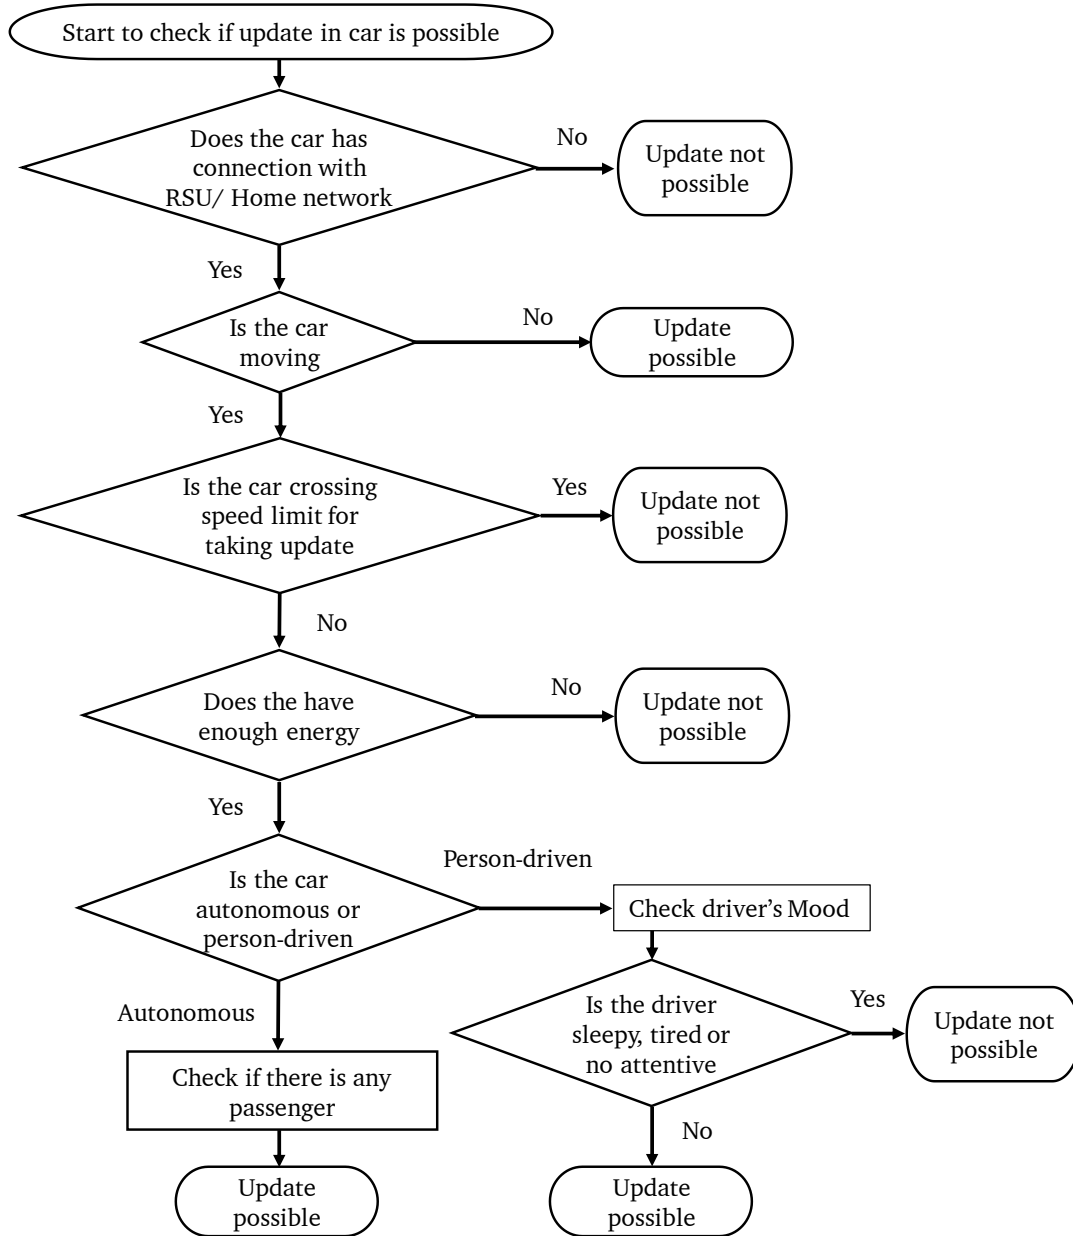 Start to check if update in car is possible
Does the car has
connection with
RSU/ Home network
No
Update not
possible
Yes
Is the car
moving
No
Update
possible
Yes
Is the car crossing
speed limit for
taking update
Yes
Update not
possible
No
Does the have
enough energy
No
Update not
possible
Yes
Is the car
autonomous or
person-driven
Person-driven
Check driver's Mood
Autonomous
Is the driver
sleepy, tired or
no attentive
Yes
Update not
possible
Check if there is any
passenger
No
Update
possible
Update
possible